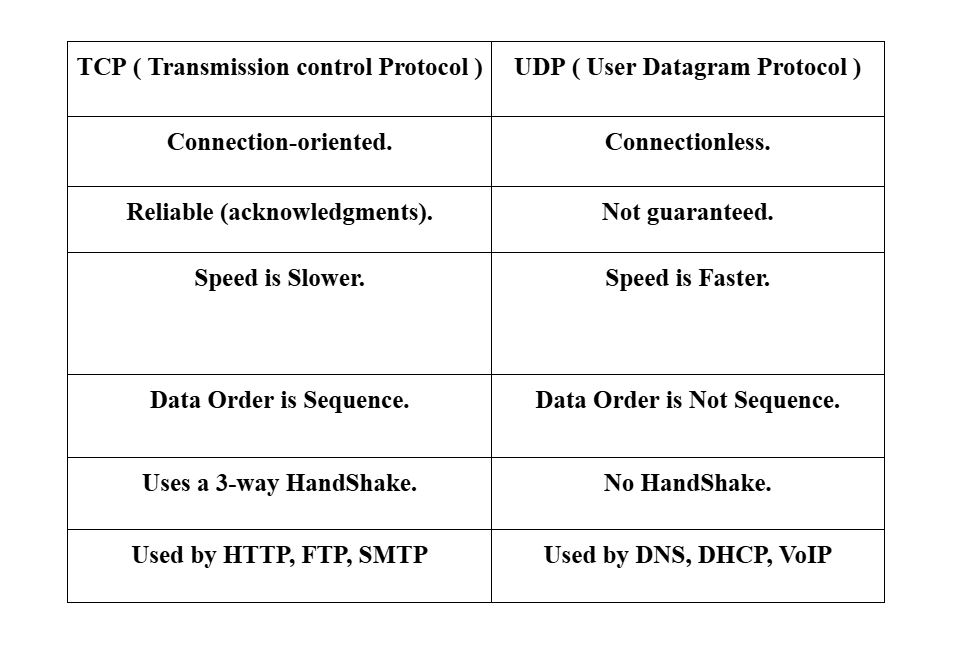 TCP ( Transmission control Protocol )
UDP ( User Datagram Protocol )
Connection-oriented.
Connectionless.
Reliable (acknowledgments).
Not guaranteed.
Speed is Slower.
Speed is Faster.
Data Order is Sequence.
Data Order is Not Sequence.
Uses a 3-way HandShake.
No HandShake.
Used by HTTP, FTP, SMTP
Used by DNS, DHCP, VoIP